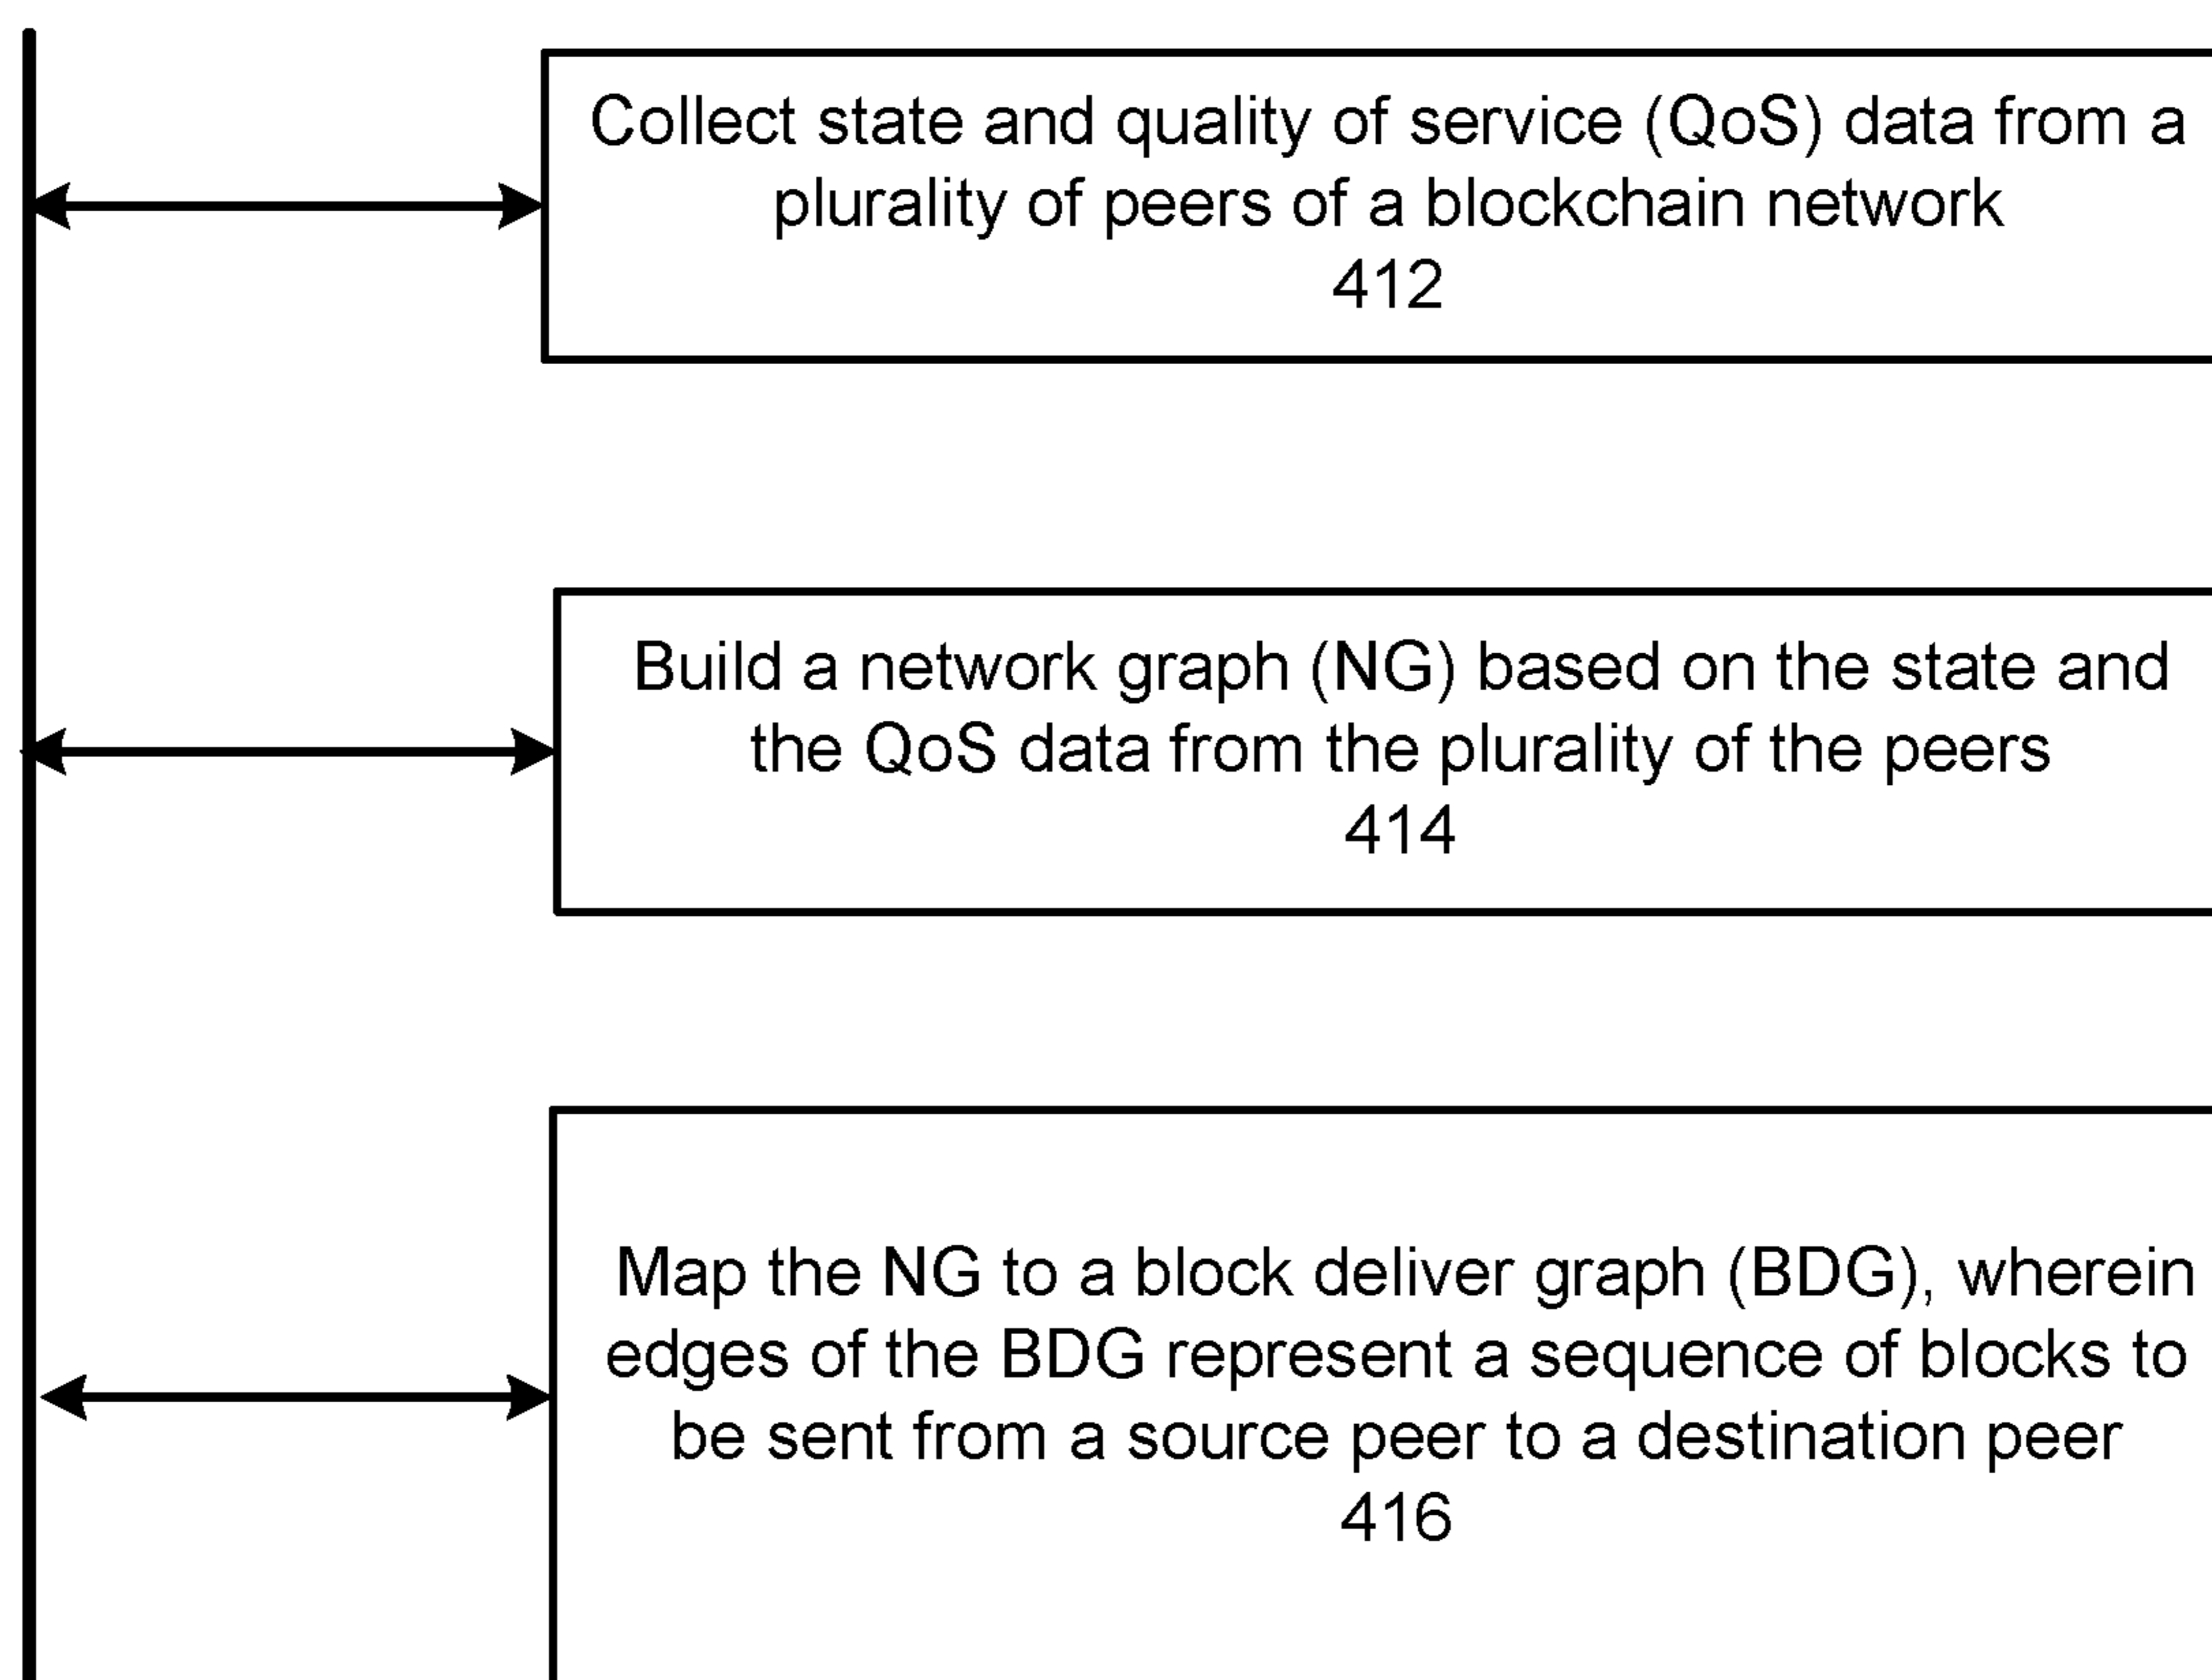 Collect state and quality of service (QoS) data from a
plurality of peers of a blockchain network
412
Build a network graph (NG) based on the state and
the QoS data from the plurality of the peers
414
Map the NG to a block deliver graph (BDG), wherein
edges of the BDG represent a sequence of blocks to
be sent from a source peer to a destination peer
416